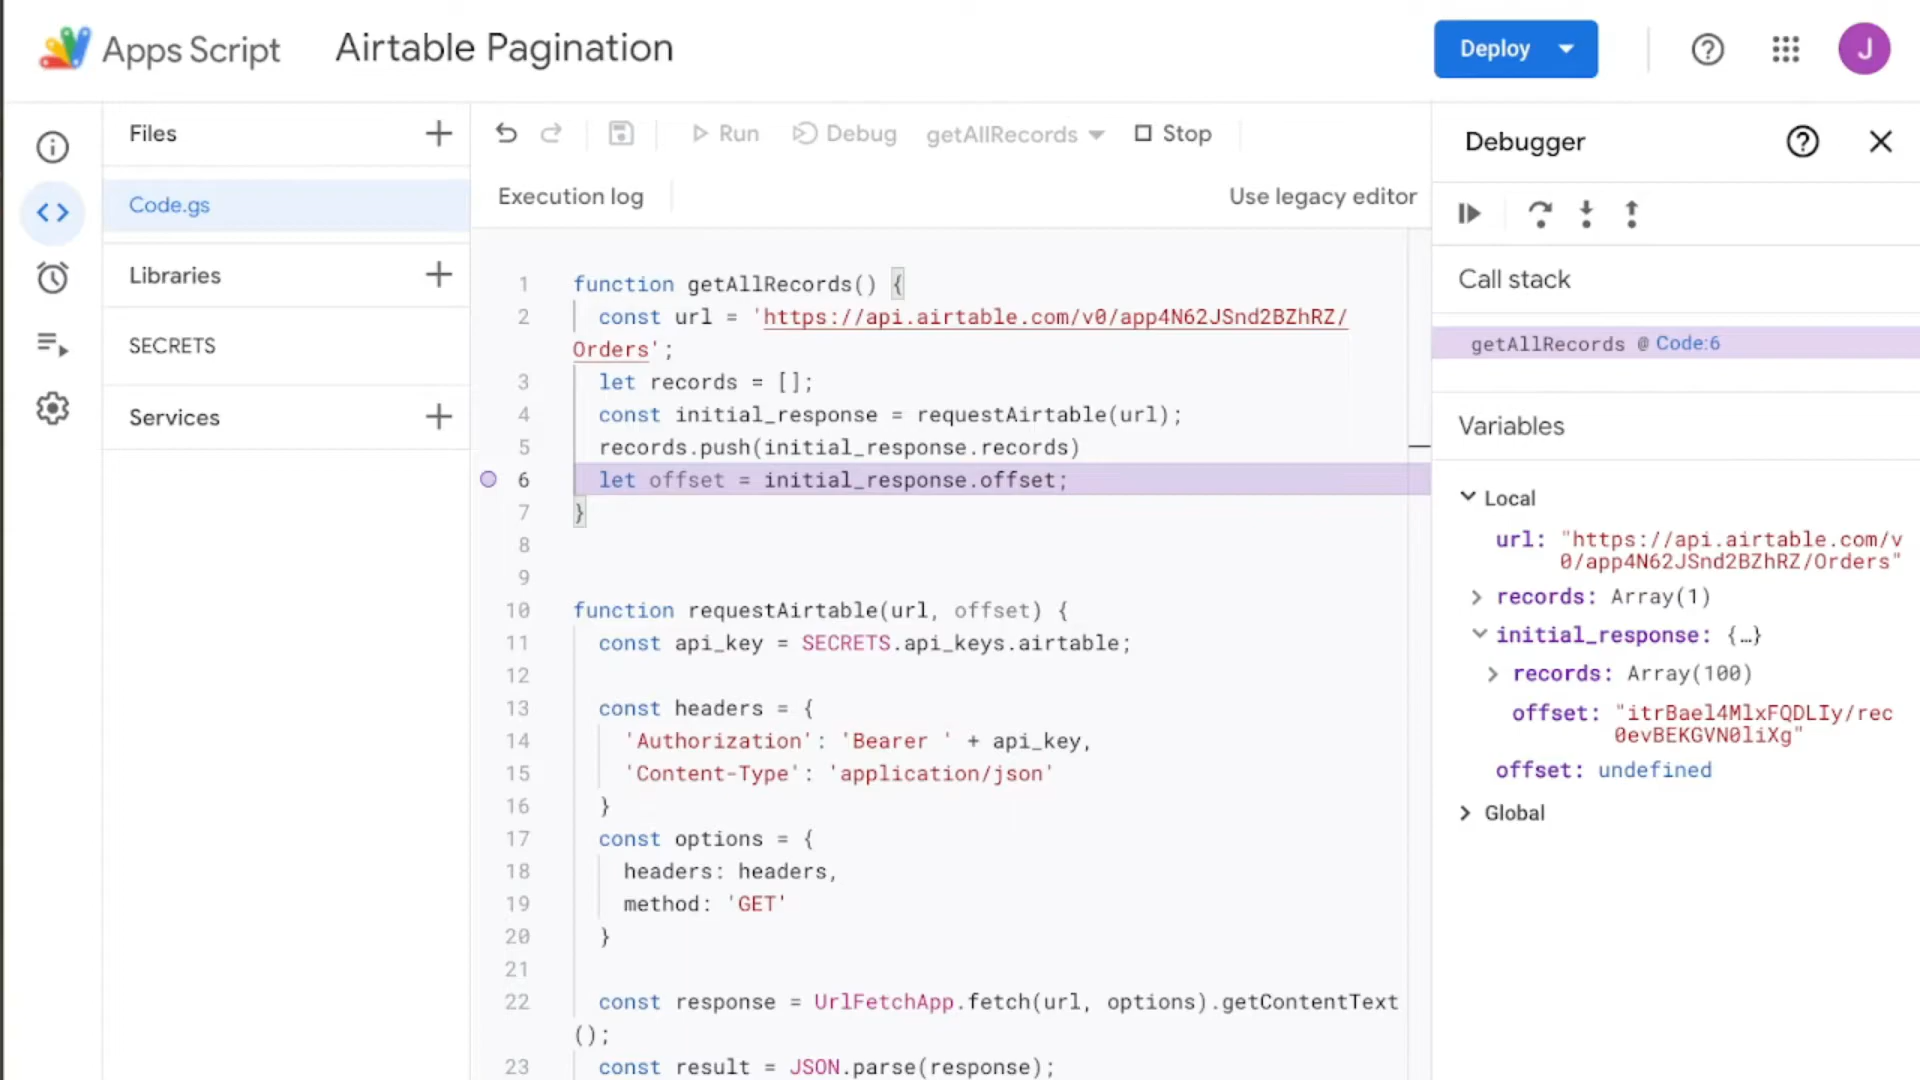 Apps Script
Airtable Pagination
Deploy
J
Files
Code.gs
Libraries
SECRETS
Services
Run
Debug
getAllRecords
Stop
Execution log
Use legacy editor
1 function getAllRecords() {
2 const url = 'https://api.airtable.com/v0/app4N62JSnd2BZhRZ/
Orders';
3 let records = [];
4 const initial_response = requestAirtable(url);
5 records.push(initial_response.records)
6 let offset = initial_response.offset;
7 }
8
9
10 function requestAirtable(url, offset) {
11 const api_key = SECRETS.api_keys.airtable;
12
13 const headers = {
14 'Authorization': 'Bearer ' + api_key,
15 'Content-Type': 'application/json'
16 }
17 const options = {
18 headers: headers,
19 method: 'GET'
20 }
21
22 const response = UrlFetchApp.fetch(url, options).getContentText
();
23 const result = JSON.parse(response);
Debugger
Call stack
getAllRecords @ Code:6
Variables
Local
url: "https://api.airtable.com/v
0/app4N62JSnd2BZhRZ/Orders"
records: Array(1)
initial_response: {…}
records: Array(100)
offset: "itrBael4MlxFQDLIy/rec
0evBEKGVN0liXg"
offset: undefined
Global